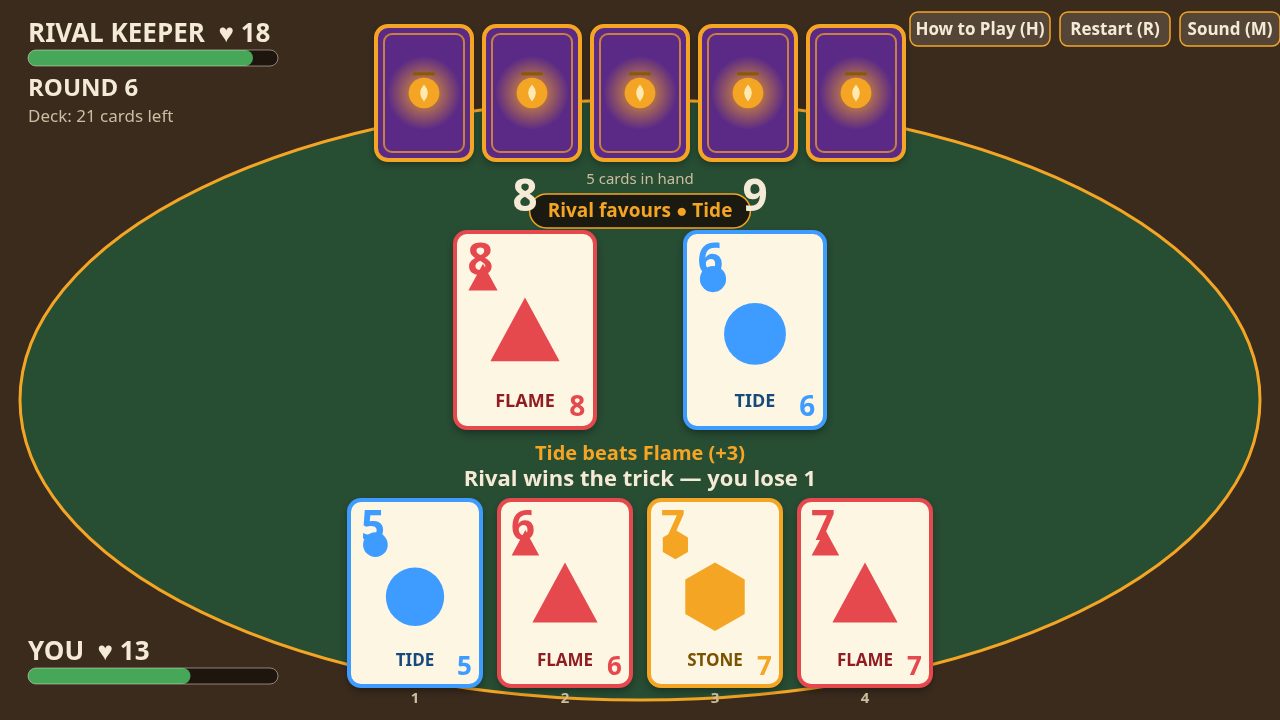 RIVAL KEEPER ♥ 18
How to Play (H)
Restart (R)
Sound (M)
ROUND 6
Deck: 21 cards left
5 cards in hand
8
9
Rival favours ● Tide
8
6
FLAME
8
TIDE
6
Tide beats Flame (+3)
Rival wins the trick — you lose 1
5
6
7
7
TIDE
5
FLAME
6
STONE
7
FLAME
7
YOU ♥ 13
1
2
3
4